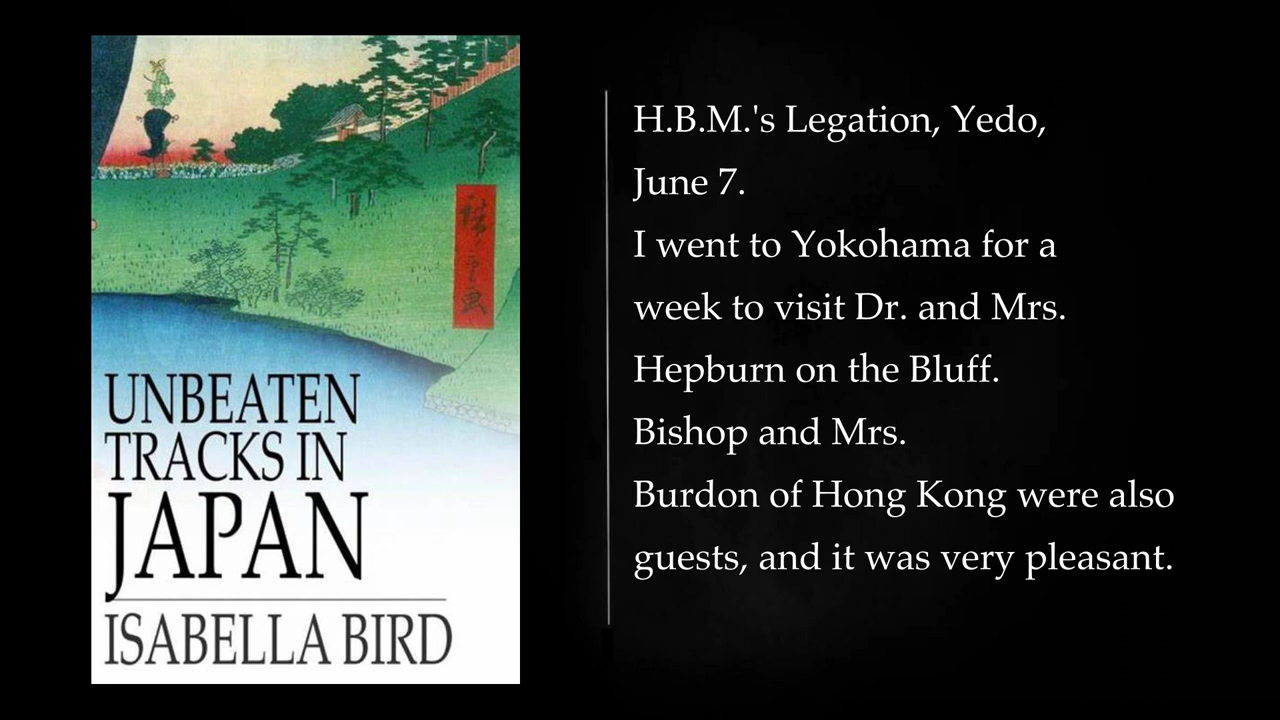 UNBEATEN
TRACKS IN
JAPAN
ISABELLA BIRD
H.B.M.'s Legation, Yedo,
June 7.
I went to Yokohama for a
week to visit Dr. and Mrs.
Hepburn on the Bluff.
Bishop and Mrs.
Burdon of Hong Kong were also
guests, and it was very pleasant.